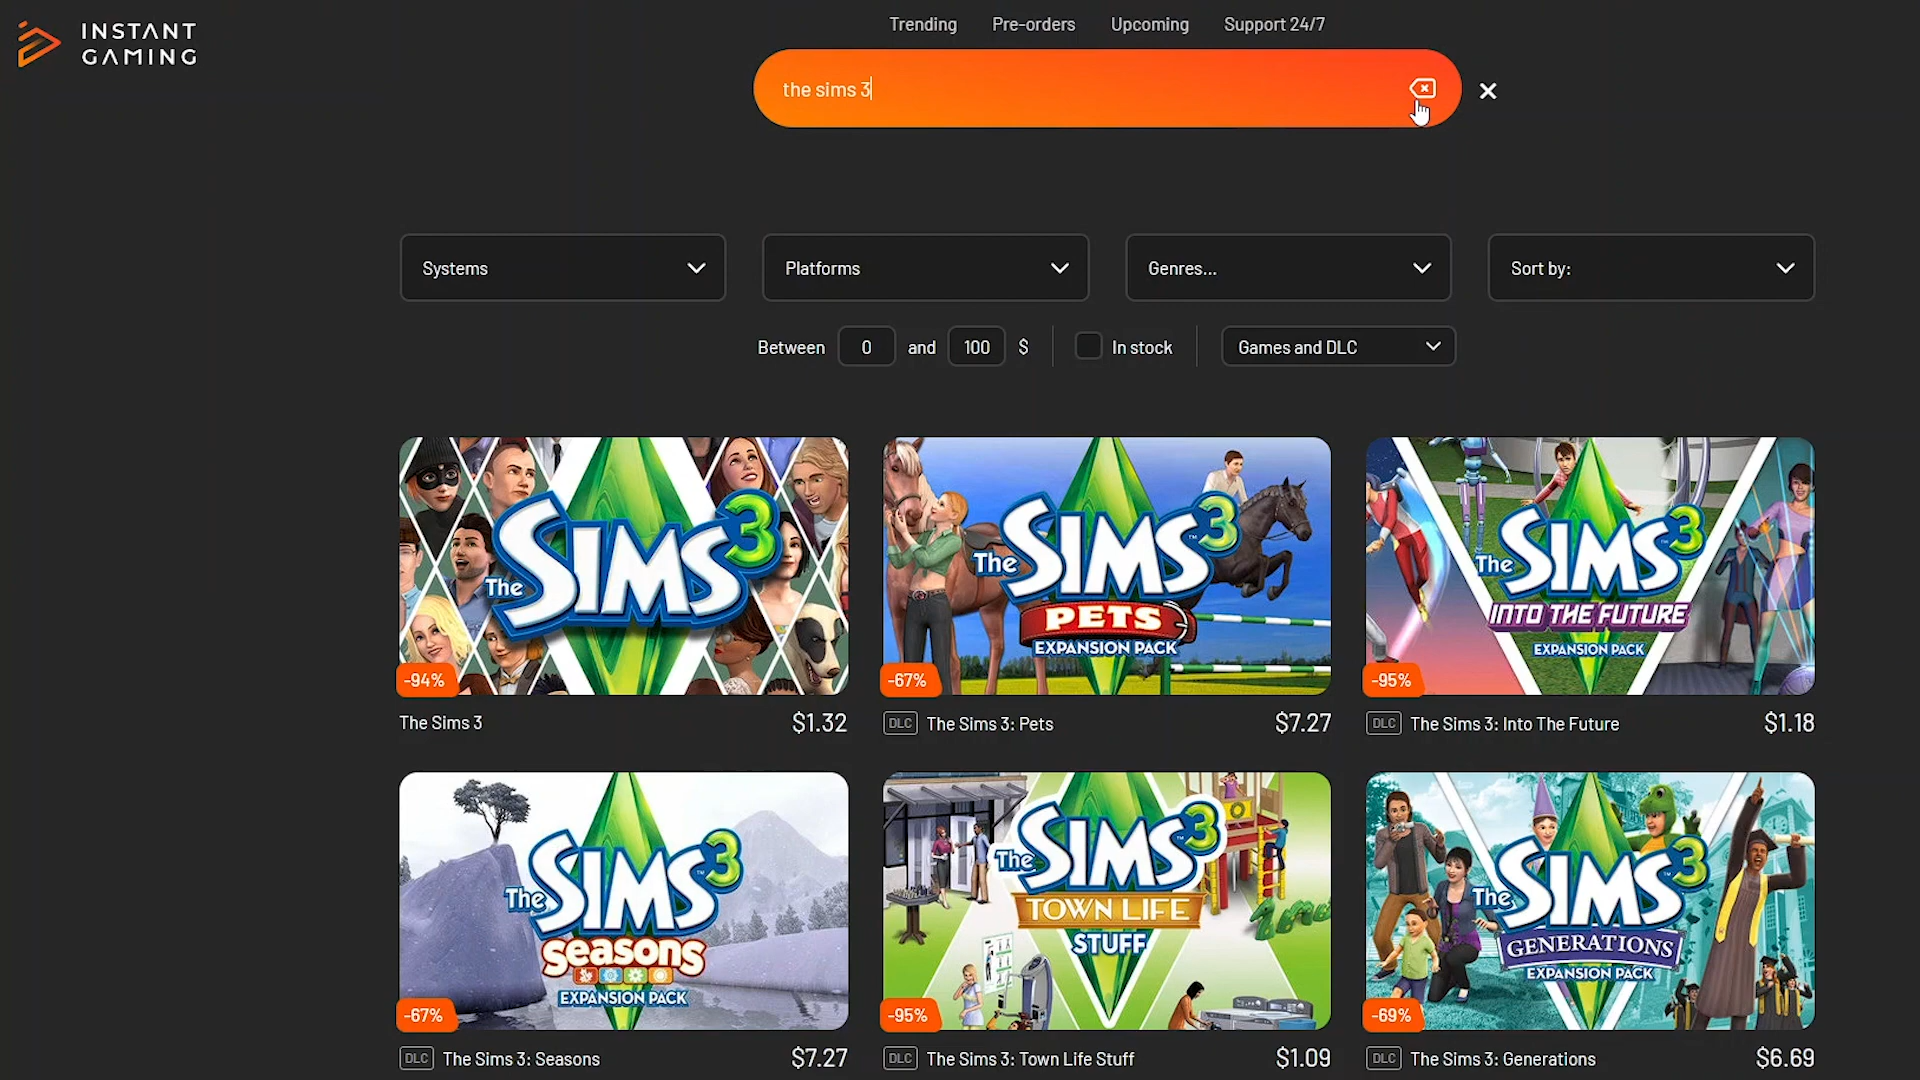 INSTANT
GAMING
Trending
Pre-orders
Upcoming
Support 24/7
the sims 3
Systems
Platforms
Genres...
Sort by:
Between 0 and 100 $
In stock
Games and DLC
The SIMS 3
-94%
The Sims 3
$1.32
The SIMS 3
PETS
EXPANSION PACK
-67%
DLC The Sims 3: Pets
$7.27
The SIMS 3
INTO THE FUTURE
EXPANSION PACK
-95%
DLC The Sims 3: Into The Future
$1.18
The SIMS 3
Seasons
EXPANSION PACK
-67%
DLC The Sims 3: Seasons
$7.27
The SIMS 3
TOWN LIFE
STUFF
-95%
DLC The Sims 3: Town Life Stuff
$1.09
The SIMS 3
GENERATIONS
EXPANSION PACK
-69%
DLC The Sims 3: Generations
$6.69